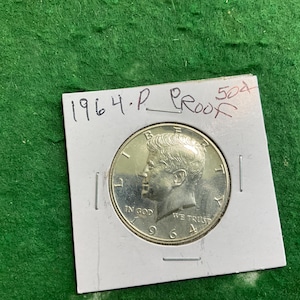 1964-P Proof 50¢
LIBERTY
IN GOD WE TRUST
1964